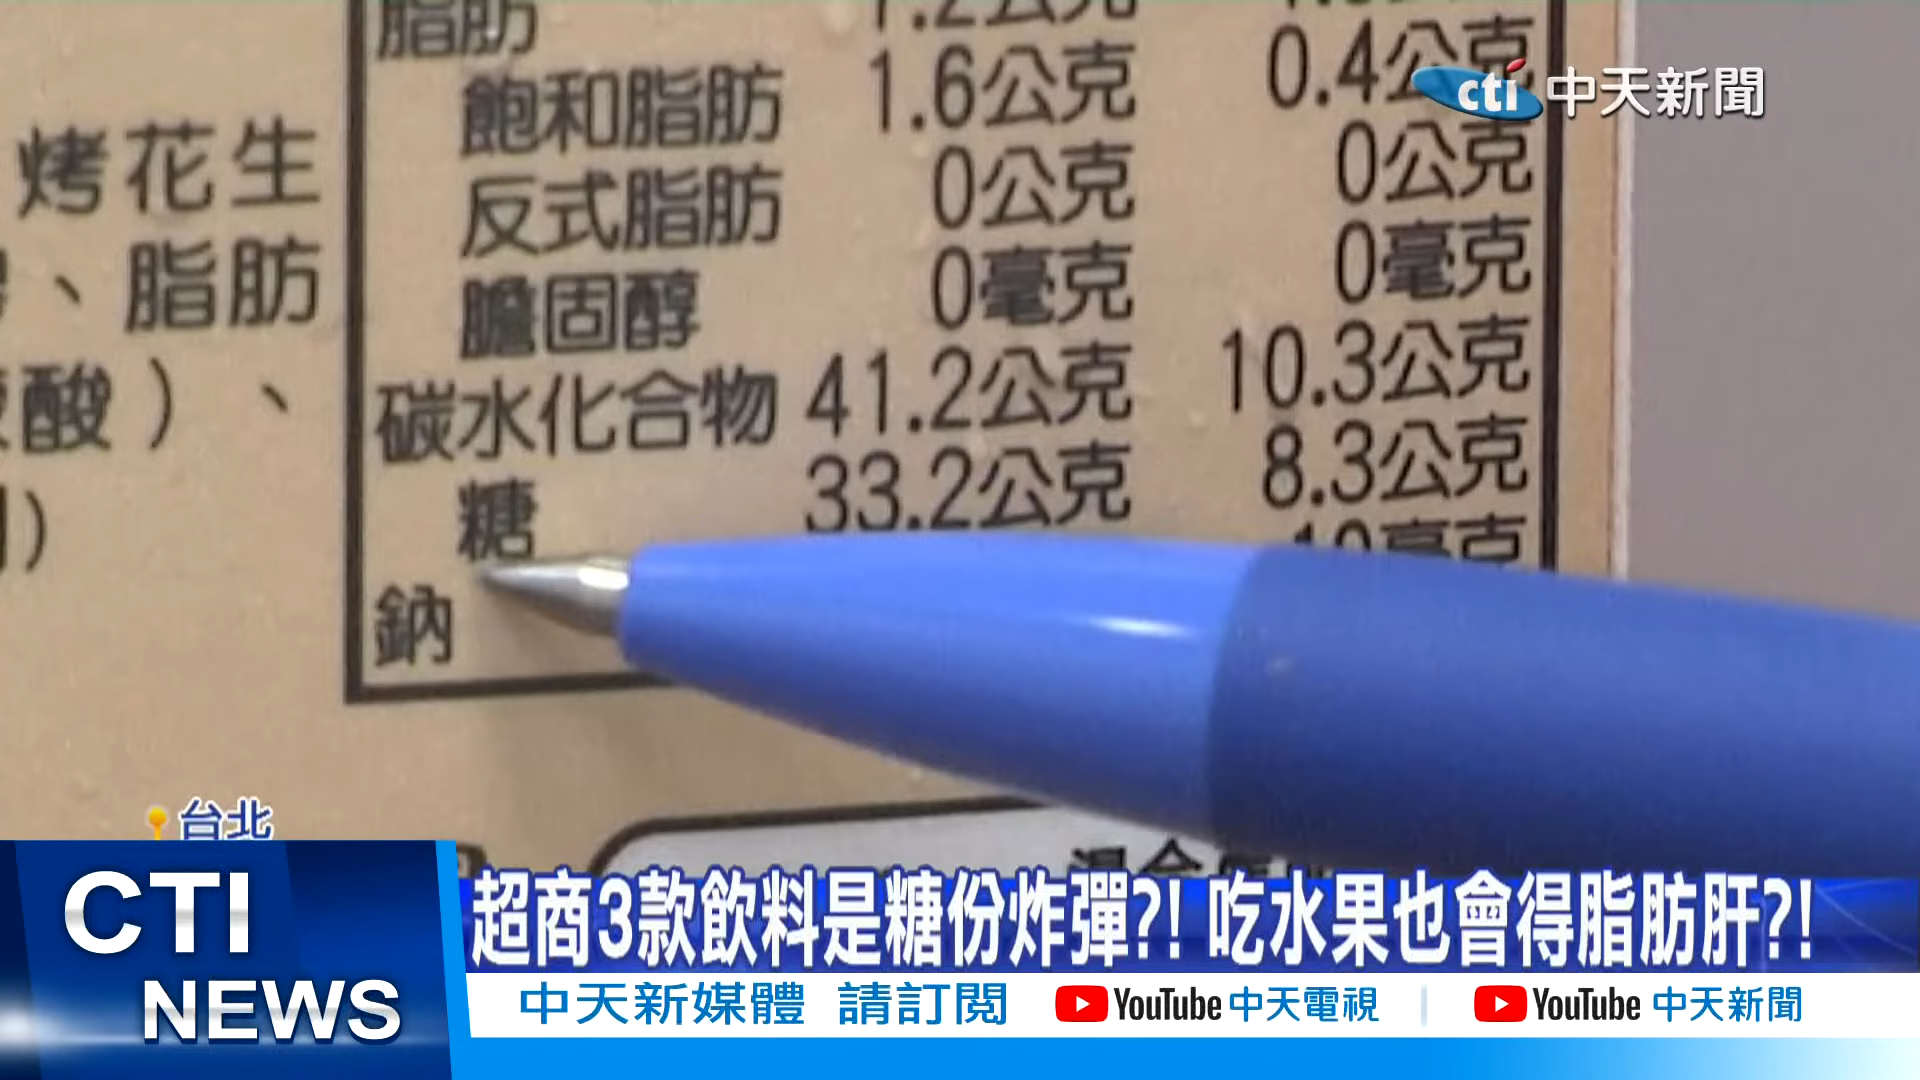 脂肪
飽和脂肪 1.6公克 0.4公克
cti 中天新聞
反式脂肪 0公克 0公克
膽固醇 0毫克 0毫克
碳水化合物 41.2公克 10.3公克
糖 33.2公克 8.3公克
鈉
烤花生
、脂肪
酸)、
台北
CTI NEWS
超商3款飲料是糖份炸彈?! 吃水果也會得脂肪肝?!
中天新媒體 請訂閱 YouTube 中天電視 | YouTube 中天新聞